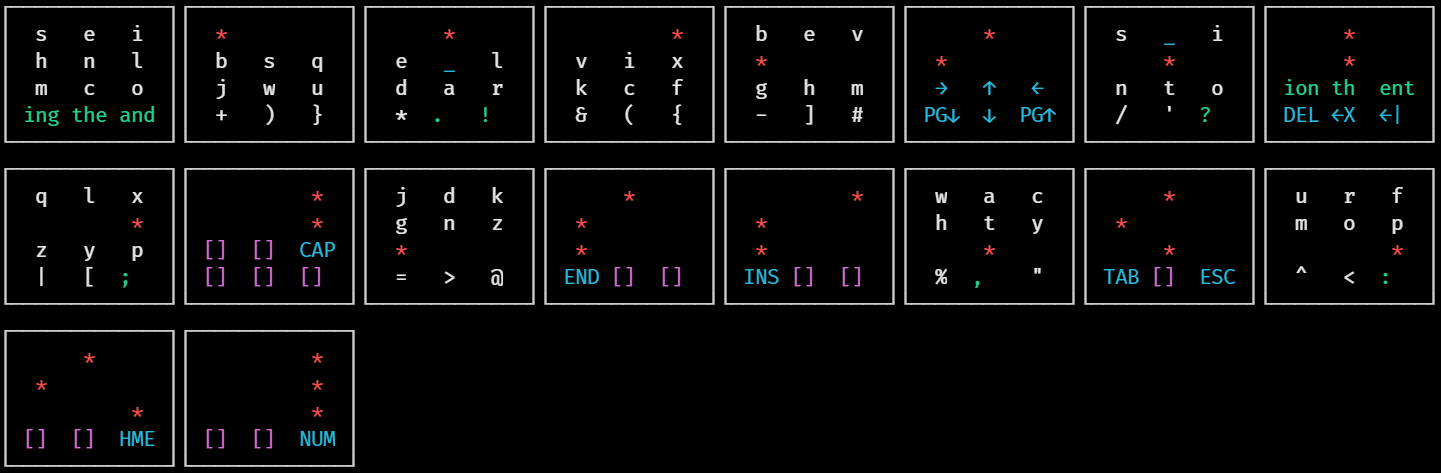 s e i
h n l
m c o
ing the and
*
b s q
j w u
+ ) }
*
e _ l
d a r
* . !
*
v i x
k c f
& ( {
b e v
*
g h m
- ] #
*
*
→ ↑ ←
PG↓ ↓ PG↑
s _ i
*
n t o
/ ' ?
*
*
ion th ent
DEL ←X ←|
q l x
*
z y p
| [ ;
*
*
[] [] CAP
[] [] []
j d k
g n z
*
= > @
*
*
*
END [] []
*
*
*
INS [] []
w a c
h t y
*
% , "
*
*
*
TAB [] ESC
u r f
m o p
*
^ < :
*
*
*
[] [] HME
*
*
*
[] [] NUM